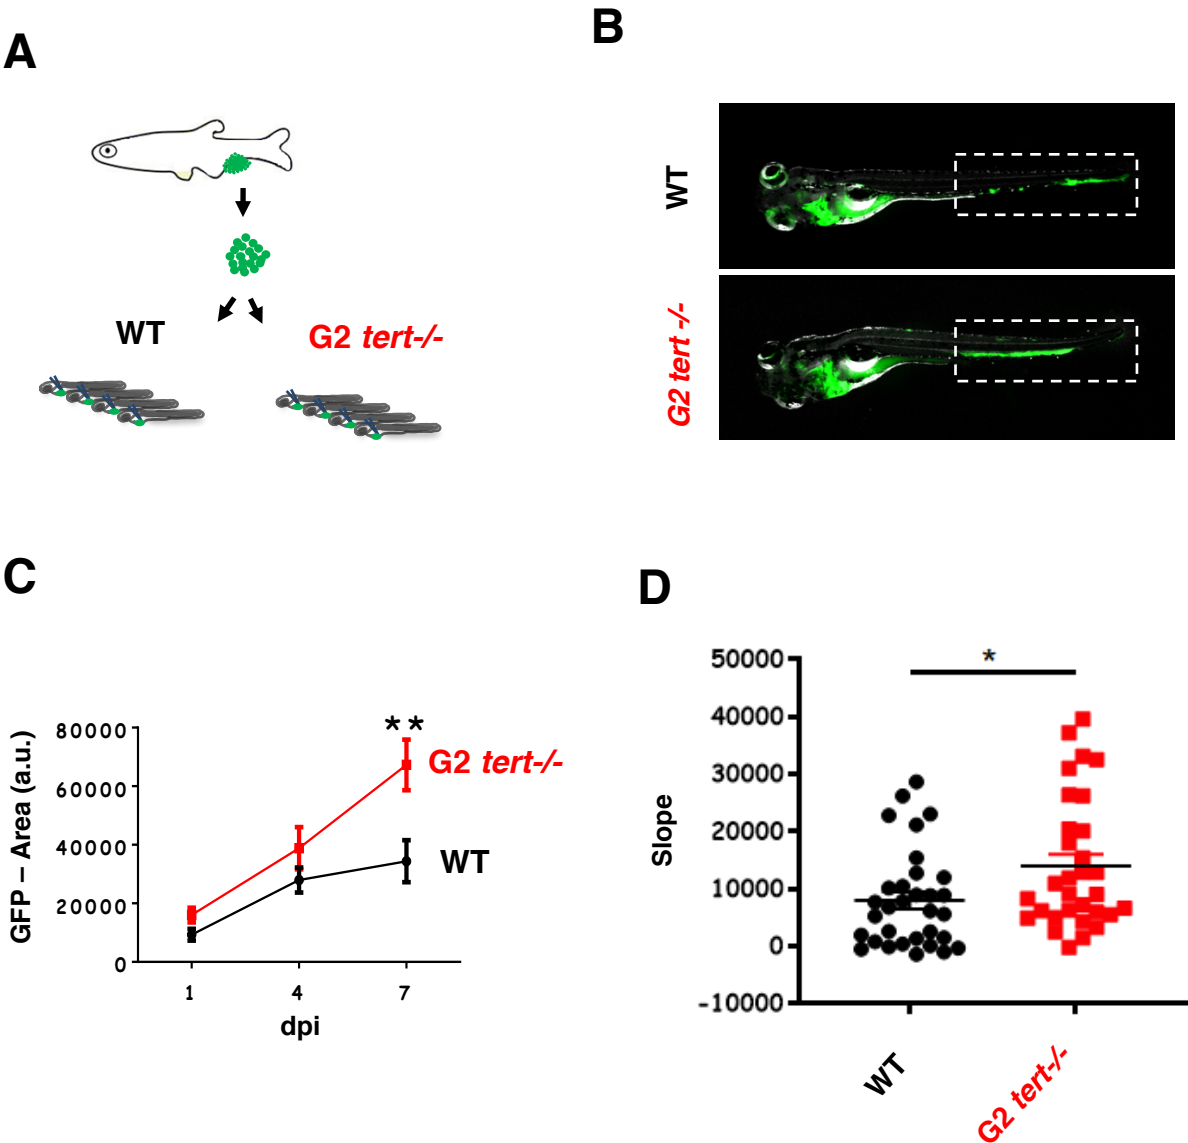 A
WT
G2 tert-/-
B
WT
G2 tert -/-
C
GFP – Area (a.u.)
80000
60000
40000
20000
0
1
4
7
dpi
**
G2 tert-/-
WT
D
Slope
50000
40000
30000
20000
10000
0
-10000
*
WT
G2 tert-/-